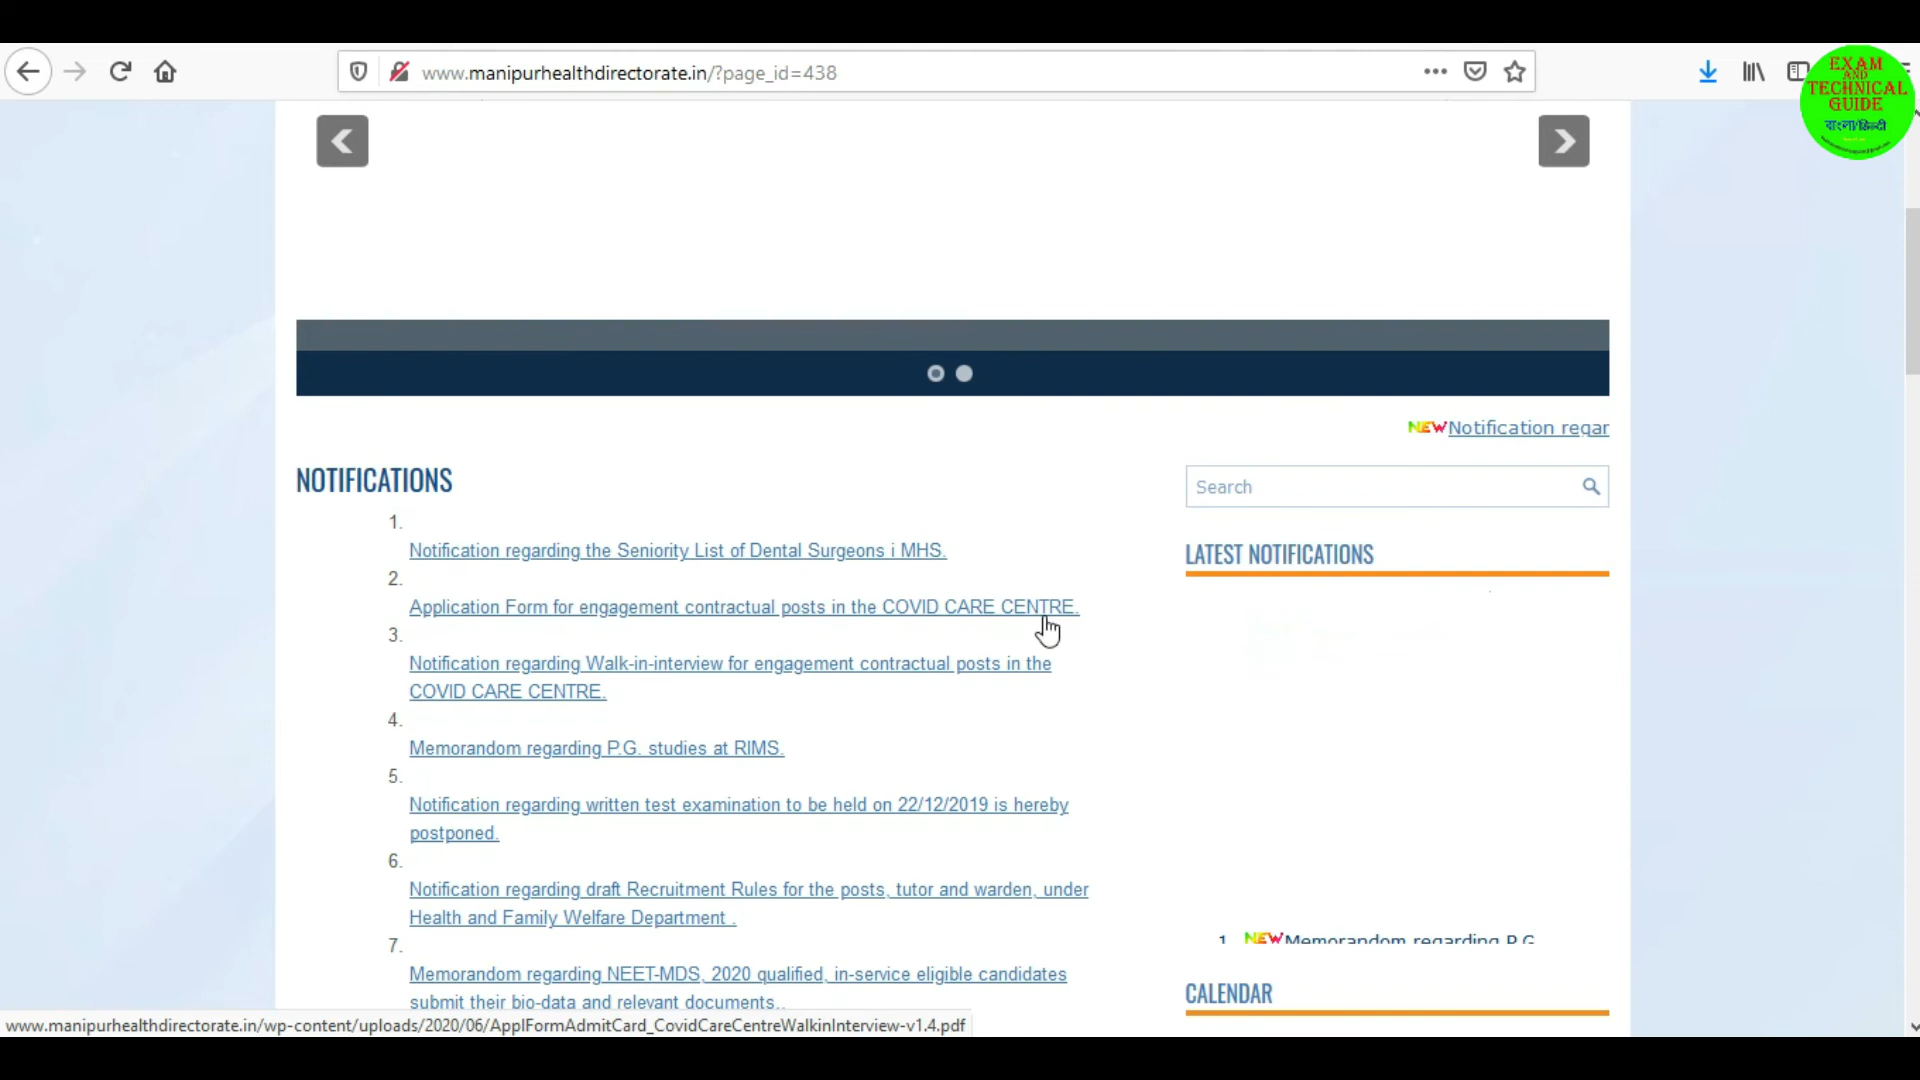 www.manipurhealthdirectorate.in/?page_id=438
EXAM
AND
TECHNICAL
GUIDE
বাংলা/हिन्दी
NEW Notification regar
NOTIFICATIONS
Search
1.
Notification regarding the Seniority List of Dental Surgeons i MHS.
LATEST NOTIFICATIONS
2.
Application Form for engagement contractual posts in the COVID CARE CENTRE.
3.
Notification regarding Walk-in-interview for engagement contractual posts in the
COVID CARE CENTRE.
4.
Memorandom regarding P.G. studies at RIMS.
5.
Notification regarding written test examination to be held on 22/12/2019 is hereby
postponed.
6.
Notification regarding draft Recruitment Rules for the posts, tutor and warden, under
Health and Family Welfare Department .
7.
1. NEW Memorandom regarding P.G.
Memorandom regarding NEET-MDS, 2020 qualified, in-service eligible candidates
submit their bio-data and relevant documents..
CALENDAR
www.manipurhealthdirectorate.in/wp-content/uploads/2020/06/ApplFormAdmitCard_CovidCareCentreWalkinInterview-v1.4.pdf